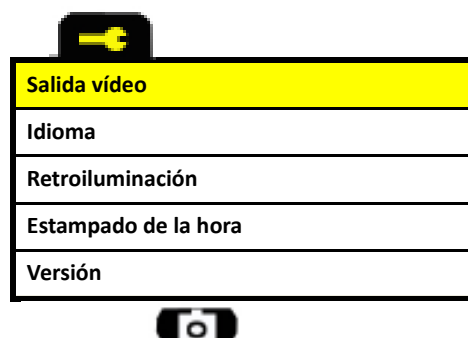 Salida vídeo
Idioma
Retroiluminación
Estampado de la hora
Versión